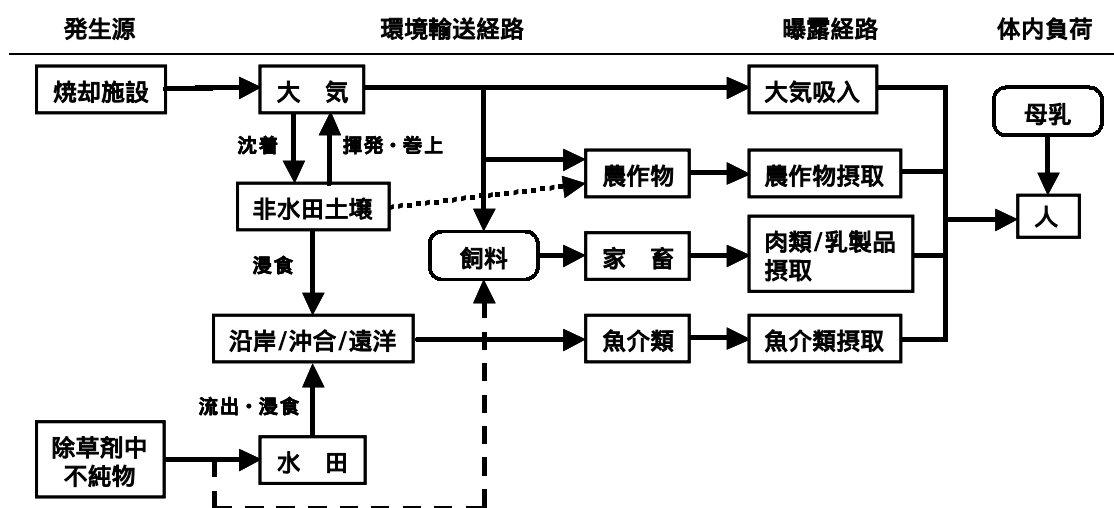 発生源 環境輸送経路 曝露経路 体内負荷
焼却施設
大 気
大気吸入
母乳
沈着
揮発・巻上
農作物
農作物摂取
非水田土壌
人
飼料
家 畜
肉類/乳製品
摂取
浸食
沿岸/沖合/遠洋
魚介類
魚介類摂取
流出・浸食
除草剤中
不純物
水 田